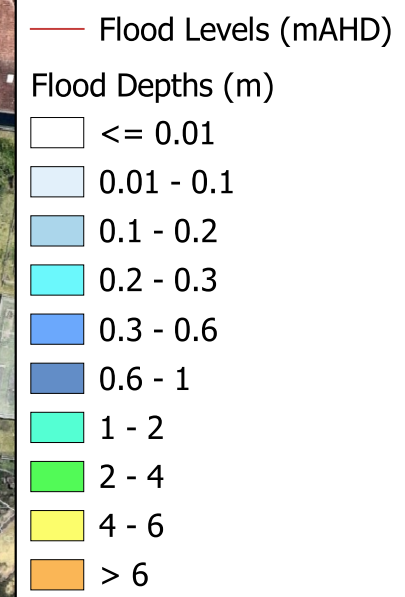 Flood Levels (mAHD)
Flood Depths (m)
<= 0.01
0.01 - 0.1
0.1 - 0.2
0.2 - 0.3
0.3 - 0.6
0.6 - 1
1 - 2
2 - 4
4 - 6
> 6